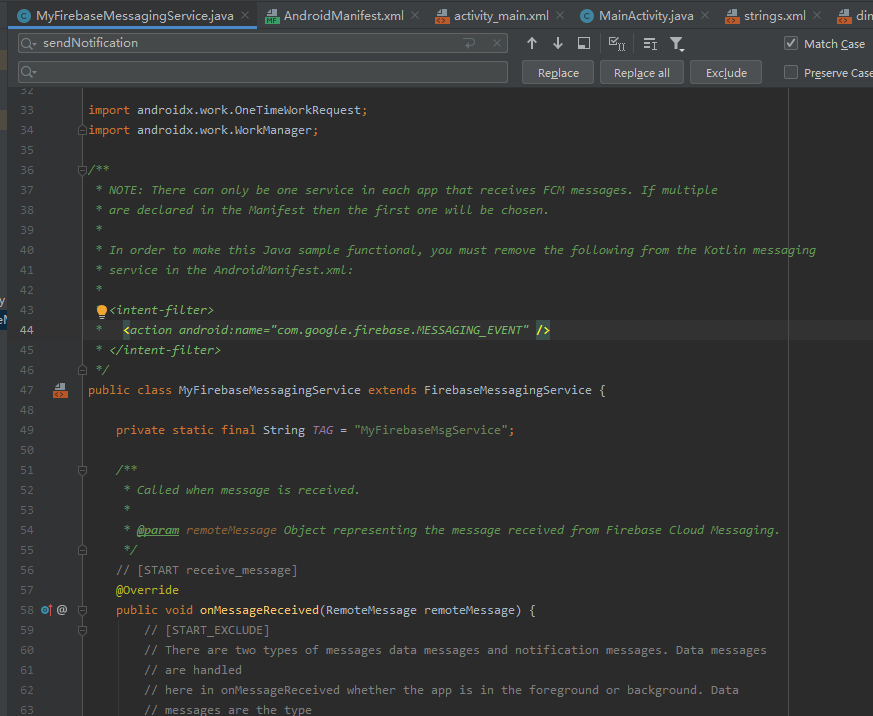 MyFirebaseMessagingService.java AndroidManifest.xml activity_main.xml MainActivity.java strings.xml
sendNotification
Match Case
Replace Replace all Exclude Preserve Case
32
33 import androidx.work.OneTimeWorkRequest;
34 import androidx.work.WorkManager;
35
36 /**
37 * NOTE: There can only be one service in each app that receives FCM messages. If multiple
38 * are declared in the Manifest then the first one will be chosen.
39 *
40 * In order to make this Java sample functional, you must remove the following from the Kotlin messaging
41 * service in the AndroidManifest.xml:
42 *
43 <intent-filter>
44 * <action android:name="com.google.firebase.MESSAGING_EVENT" />
45 * </intent-filter>
46 */
47 public class MyFirebaseMessagingService extends FirebaseMessagingService {
48
49 private static final String TAG = "MyFirebaseMsgService";
50
51 /**
52 * Called when message is received.
53 *
54 * @param remoteMessage Object representing the message received from Firebase Cloud Messaging.
55 */
56 // [START receive_message]
57 @Override
58 public void onMessageReceived(RemoteMessage remoteMessage) {
59 // [START_EXCLUDE]
60 // There are two types of messages data messages and notification messages. Data messages
61 // are handled
62 // here in onMessageReceived whether the app is in the foreground or background. Data
63 // messages are the type